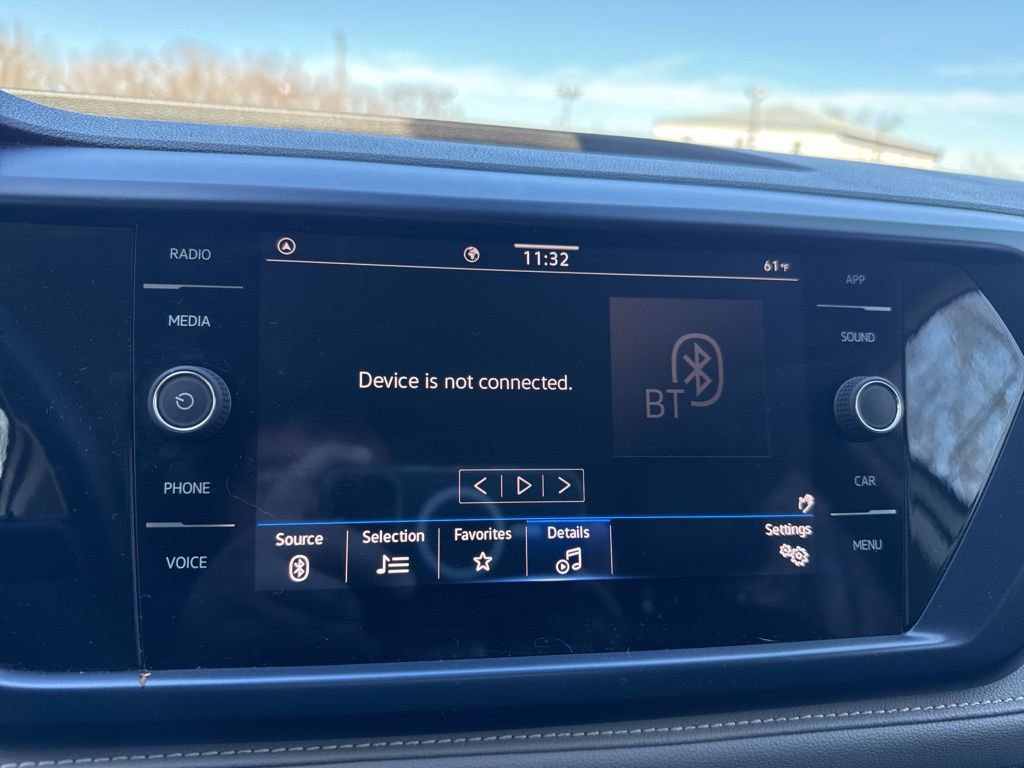 RADIO
MEDIA
PHONE
VOICE
11:32
61°F
Device is not connected.
BT
Source
Selection
Favorites
Details
Settings
APP
SOUND
CAR
MENU